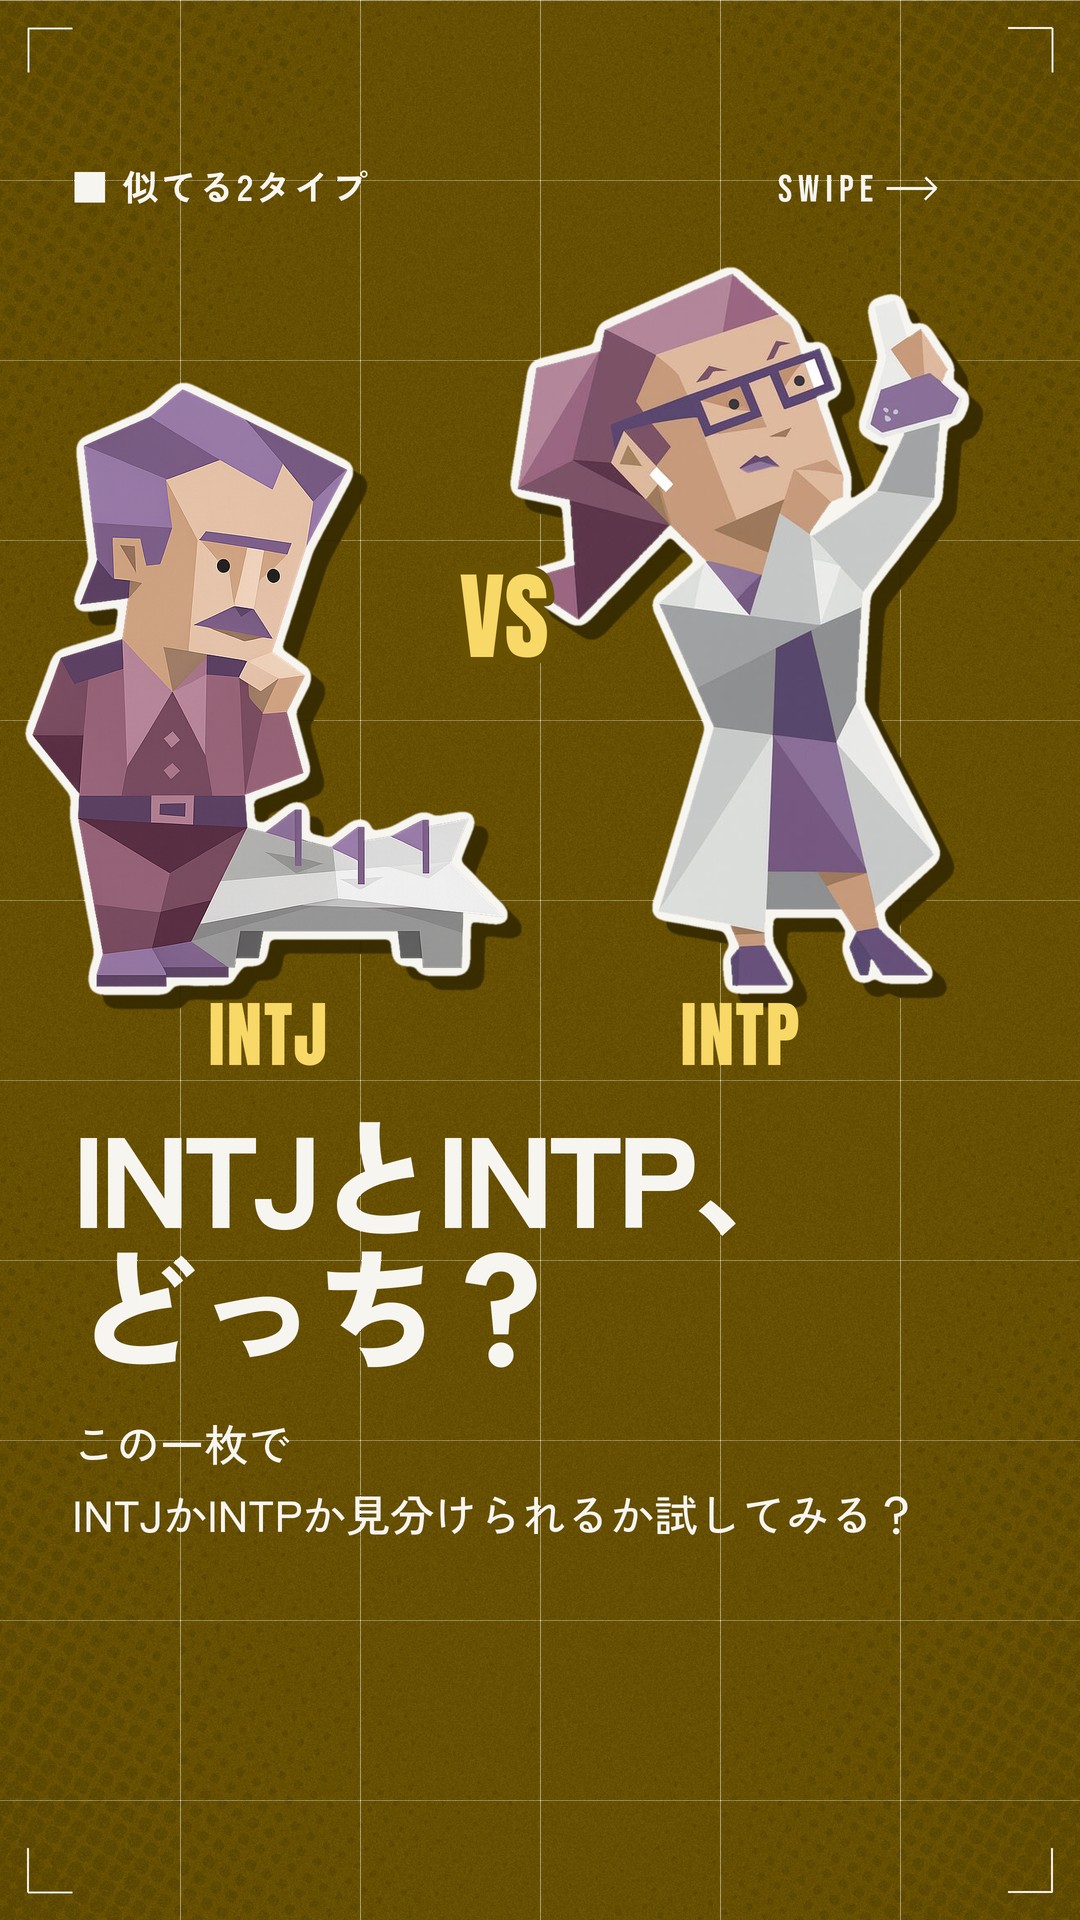 似てる2タイプ
SWIPE
VS
INTJ
INTP
INTJとINTP、
どっち？
この一枚で
INTJかINTPか見分けられるか試してみる？